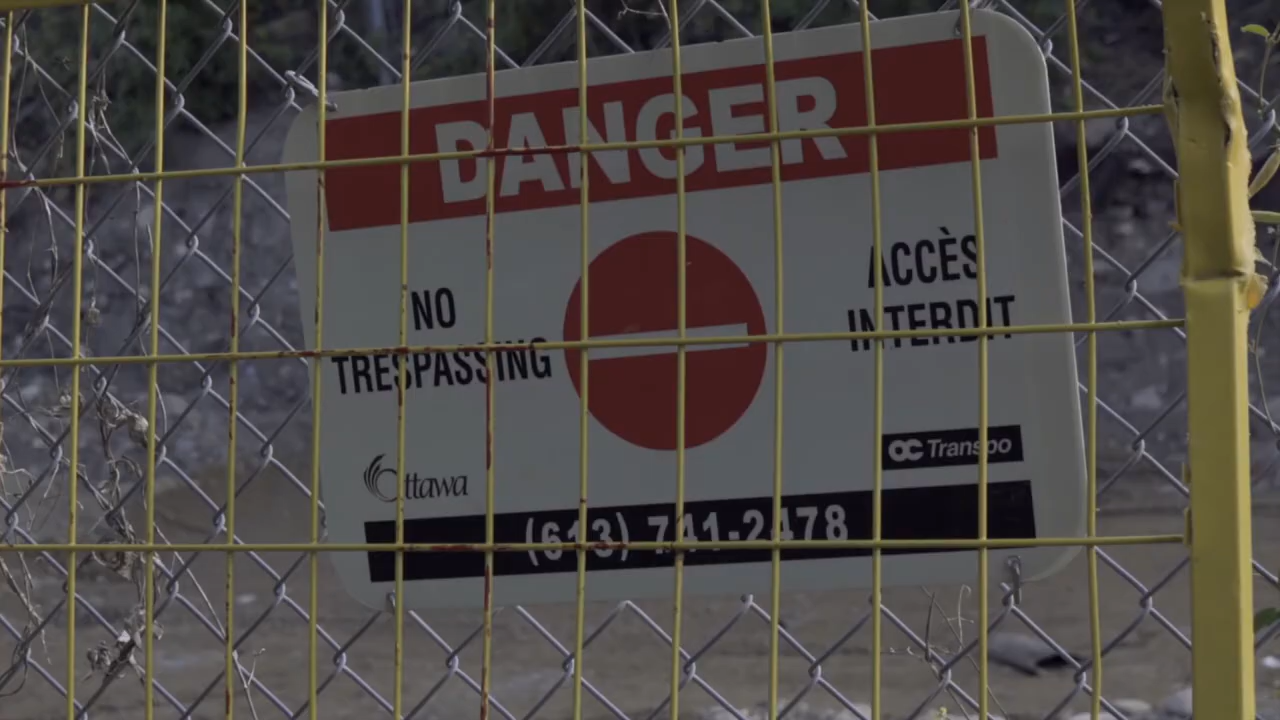 DANGER
NO
TRESPASSING
ACCÈS
INTERDIT
Ottawa
OC Transpo
(613) 741-2478